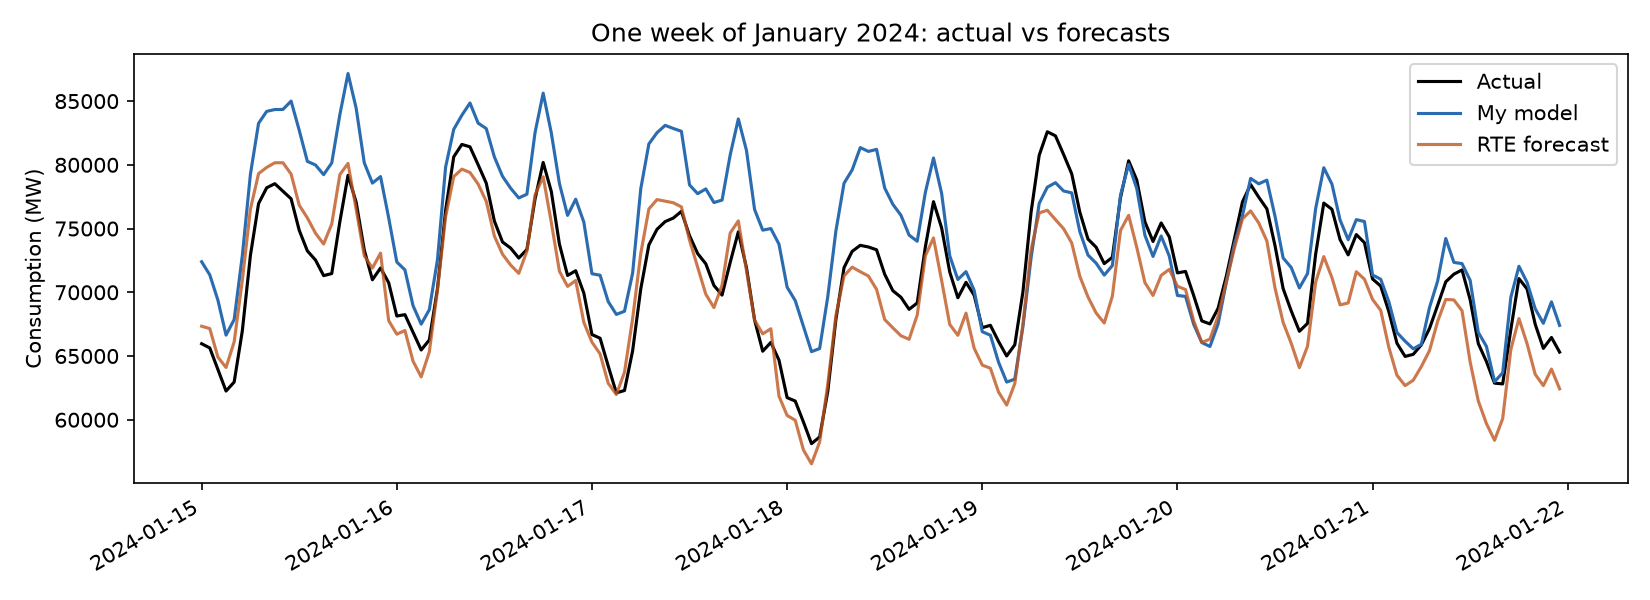 One week of January 2024: actual vs forecasts
Consumption (MW)
85000
80000
75000
70000
65000
60000
Actual
My model
RTE forecast
2024-01-15
2024-01-16
2024-01-17
2024-01-18
2024-01-19
2024-01-20
2024-01-21
2024-01-22